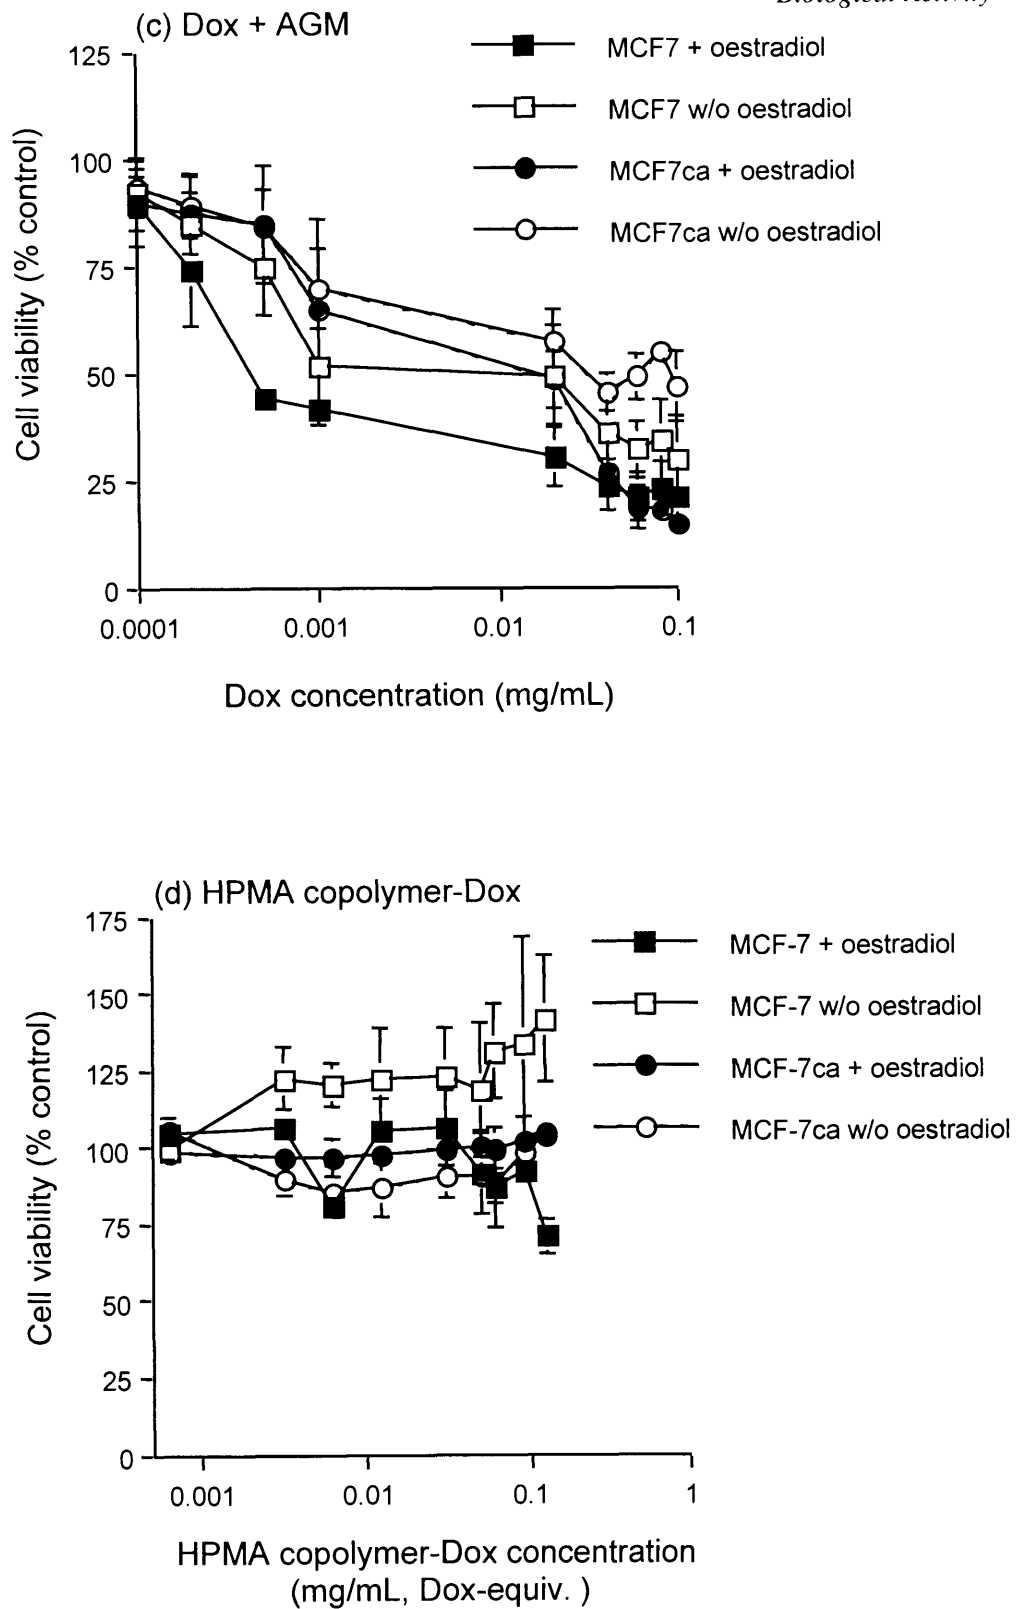 Biological Activity
(c) Dox + AGM
MCF7 + oestradiol
MCF7 w/o oestradiol
MCF7ca + oestradiol
MCF7ca w/o oestradiol
Cell viability (% control)
125
100
75
50
25
0
0.0001 0.001 0.01 0.1
Dox concentration (mg/mL)
(d) HPMA copolymer-Dox
MCF-7 + oestradiol
MCF-7 w/o oestradiol
MCF-7ca + oestradiol
MCF-7ca w/o oestradiol
Cell viability (% control)
175
150
125
100
75
50
25
0
0.001 0.01 0.1 1
HPMA copolymer-Dox concentration
(mg/mL, Dox-equiv. )